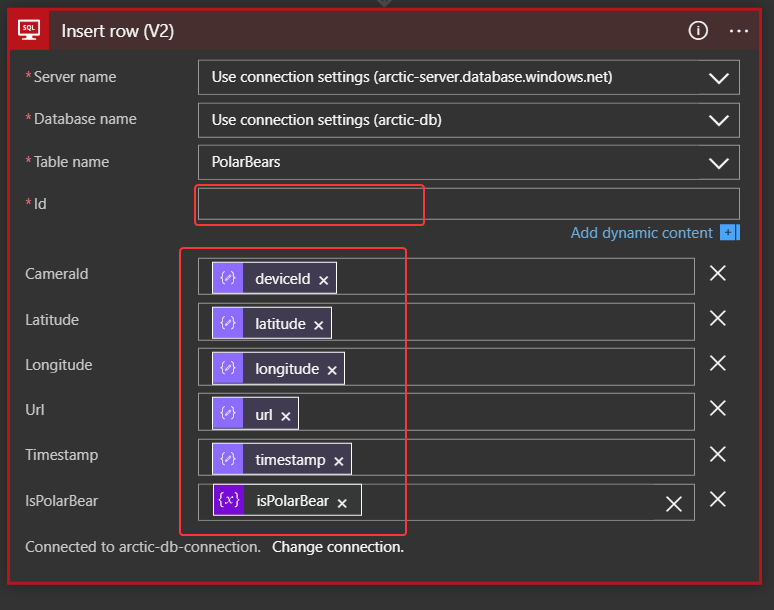 SQL
Insert row (V2)
*Server name Use connection settings (arctic-server.database.windows.net)
*Database name Use connection settings (arctic-db)
*Table name PolarBears
*Id
Add dynamic content
CameraId deviceId
Latitude latitude
Longitude longitude
Url url
Timestamp timestamp
IsPolarBear {x} isPolarBear
Connected to arctic-db-connection. Change connection.